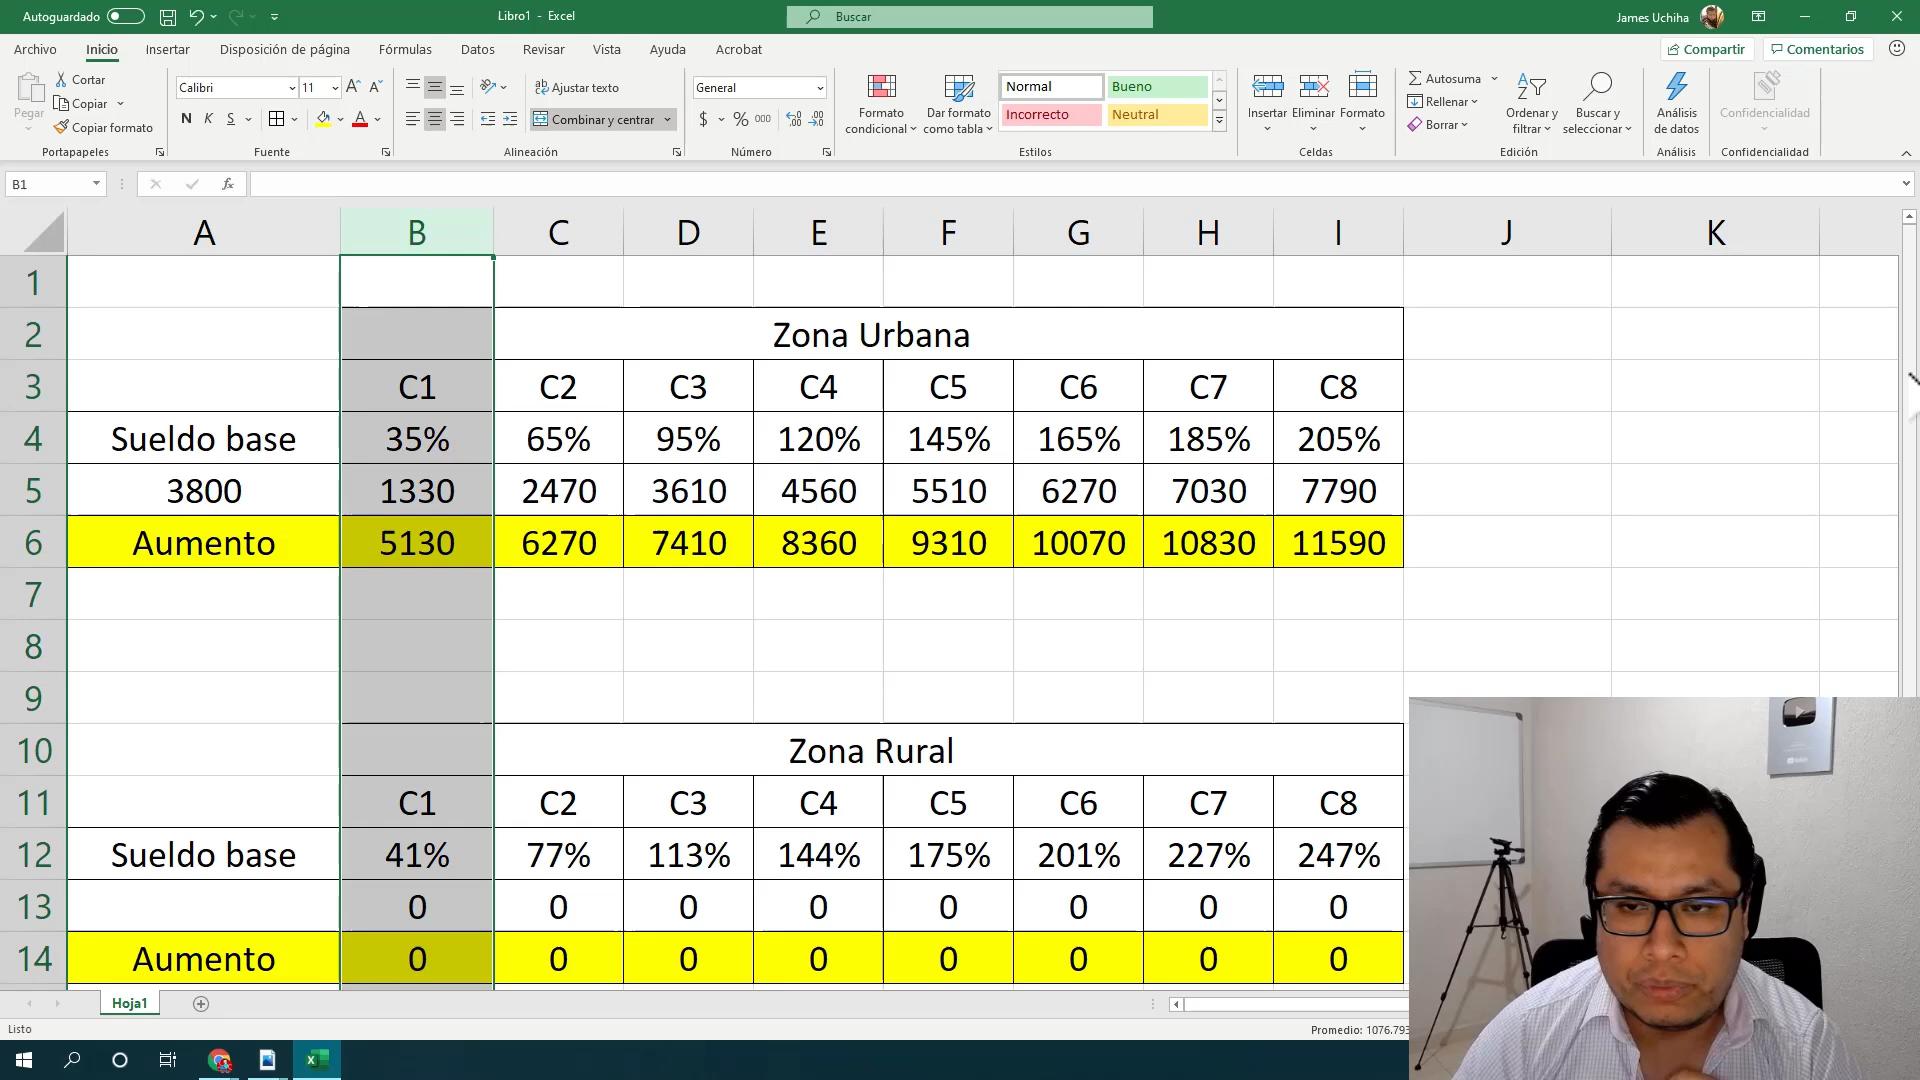 Autoguardado
Libro1 - Excel
Buscar
James Uchiha
Archivo Inicio Insertar Disposición de página Fórmulas Datos Revisar Vista Ayuda Acrobat
Compartir Comentarios
Pegar
Cortar
Copiar
Copiar formato
Portapapeles
Calibri 11
N K S
Fuente
Ajustar texto
Combinar y centrar
Alineación
General
$ % 000
Número
Formato condicional
Dar formato como tabla
Normal Bueno
Incorrecto Neutral
Estilos
Insertar Eliminar Formato
Celdas
Autosuma
Rellenar
Borrar
Ordenar y filtrar
Buscar y seleccionar
Edición
Análisis de datos
Análisis
Confidencialidad
Confidencialidad
B1
fx
A B C D E F G H I J K
1
2 Zona Urbana
3 C1 C2 C3 C4 C5 C6 C7 C8
4 Sueldo base 35% 65% 95% 120% 145% 165% 185% 205%
5 3800 1330 2470 3610 4560 5510 6270 7030 7790
6 Aumento 5130 6270 7410 8360 9310 10070 10830 11590
7
8
9
10 Zona Rural
11 C1 C2 C3 C4 C5 C6 C7 C8
12 Sueldo base 41% 77% 113% 144% 175% 201% 227% 247%
13 0 0 0 0 0 0 0 0
14 Aumento 0 0 0 0 0 0 0 0
Hoja1
Listo
Promedio: 1076.793